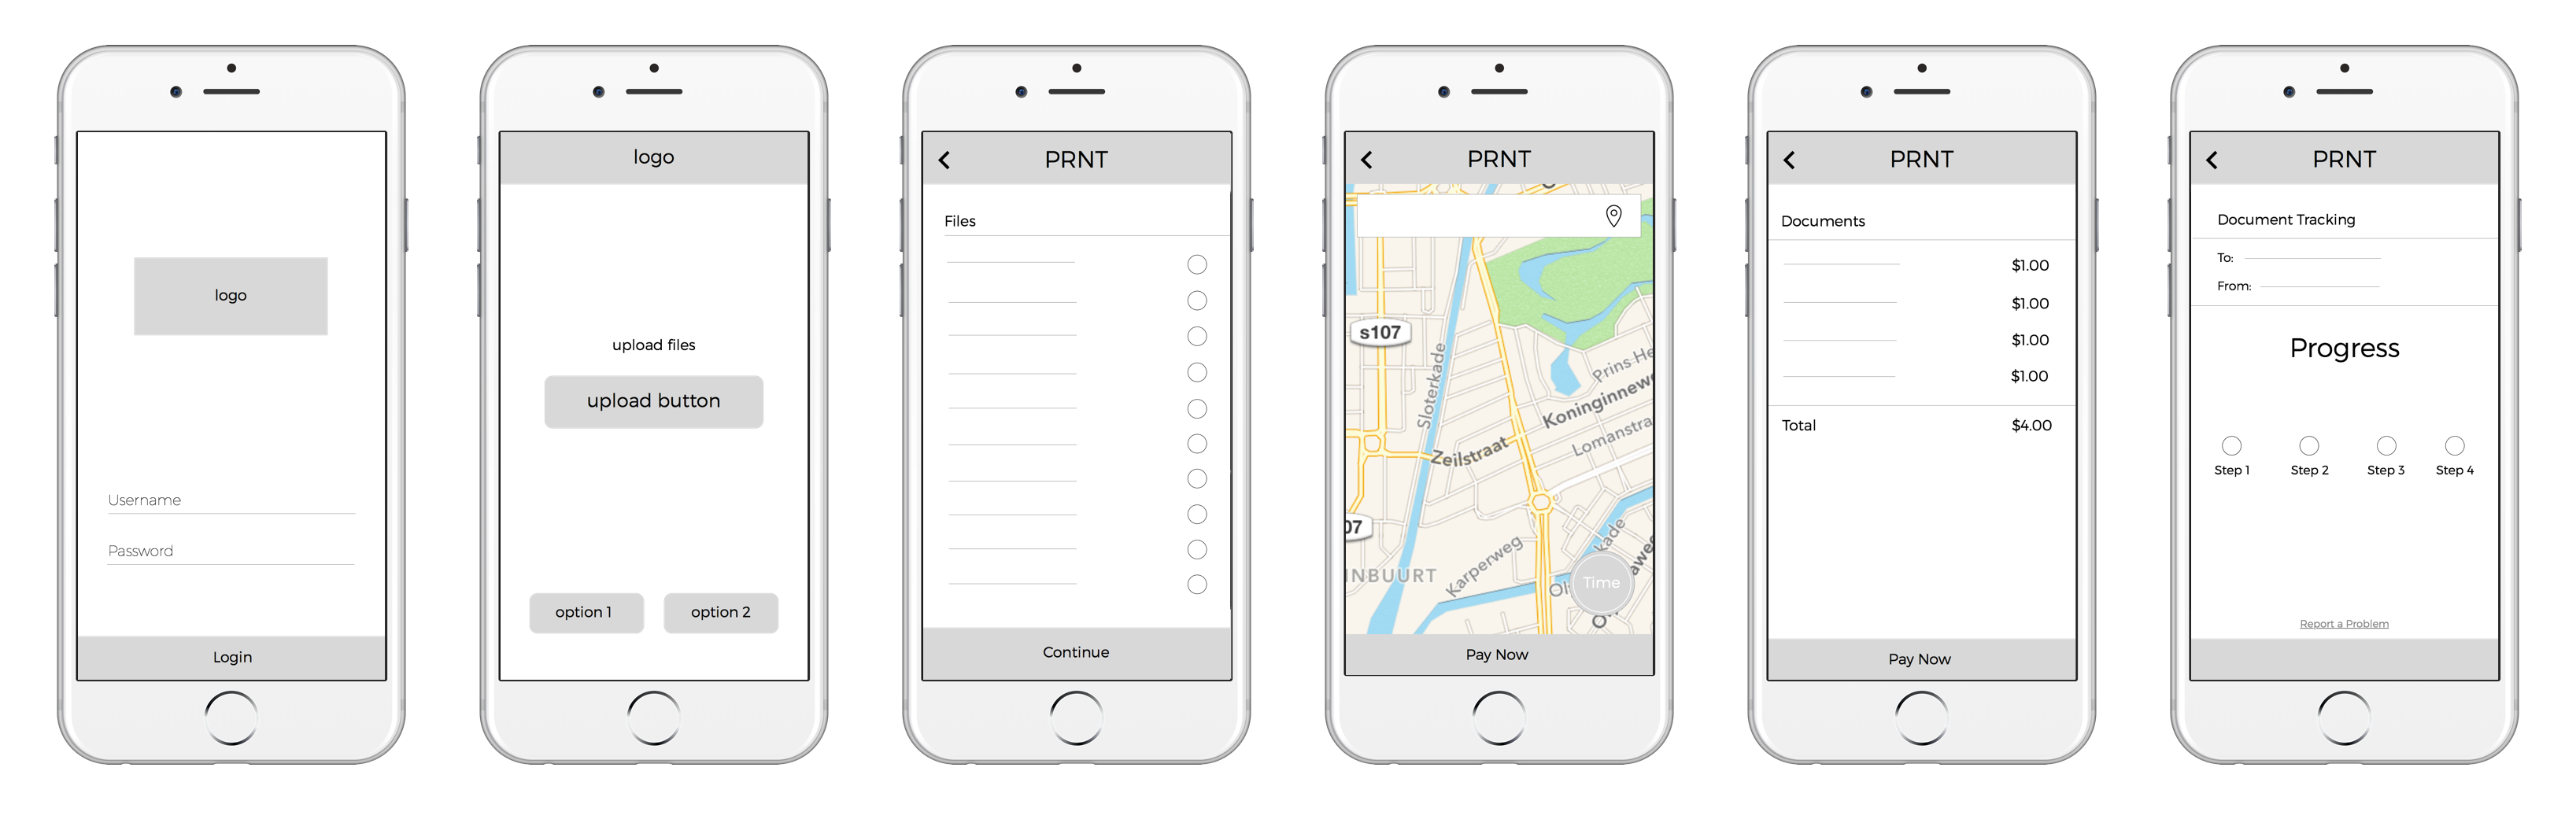 logo
Username
Password
Login
logo
upload files
upload button
option 1
option 2
PRNT
Files
Continue
PRNT
s107
Sloterkade
Prins He
Koninginnew
Lomanstra
Zeilstraat
07
kade
INBUURT
Karperweg
Time
Pay Now
PRNT
Documents
$1.00
$1.00
$1.00
$1.00
Total $4.00
Pay Now
PRNT
Document Tracking
To:
From:
Progress
Step 1 Step 2 Step 3 Step 4
Report a Problem